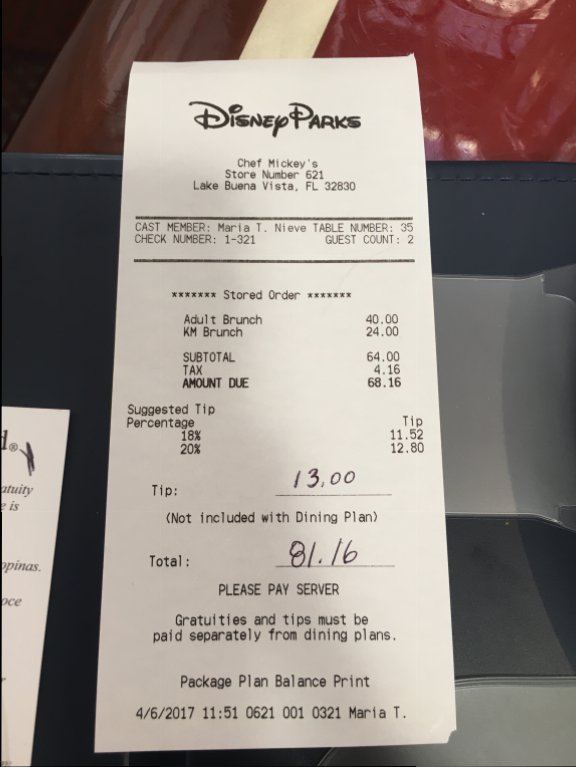 Disney Parks
Chef Mickey's
Store Number 621
Lake Buena Vista, FL 32830
CAST MEMBER: Maria T. Nieve TABLE NUMBER: 35
CHECK NUMBER: 1-321 GUEST COUNT: 2
******* Stored Order *******
Adult Brunch 40.00
KM Brunch 24.00
SUBTOTAL 64.00
TAX 4.16
AMOUNT DUE 68.16
Suggested Tip
Percentage Tip
18% 11.52
20% 12.80
Tip: 13.00
(Not included with Dining Plan)
Total: 81.16
PLEASE PAY SERVER
Gratuities and tips must be
paid separately from dining plans.
Package Plan Balance Print
4/6/2017 11:51 0621 001 0321 Maria T.
is